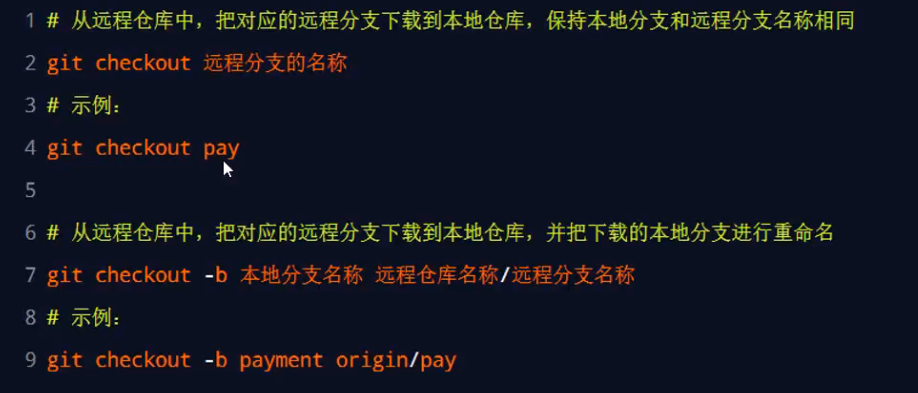 1 # 从远程仓库中，把对应的远程分支下载到本地仓库，保持本地分支和远程分支名称相同
2 git checkout 远程分支的名称
3 # 示例：
4 git checkout pay
5
6 # 从远程仓库中，把对应的远程分支下载到本地仓库，并把下载的本地分支进行重命名
7 git checkout -b 本地分支名称 远程仓库名称/远程分支名称
8 # 示例：
9 git checkout -b payment origin/pay